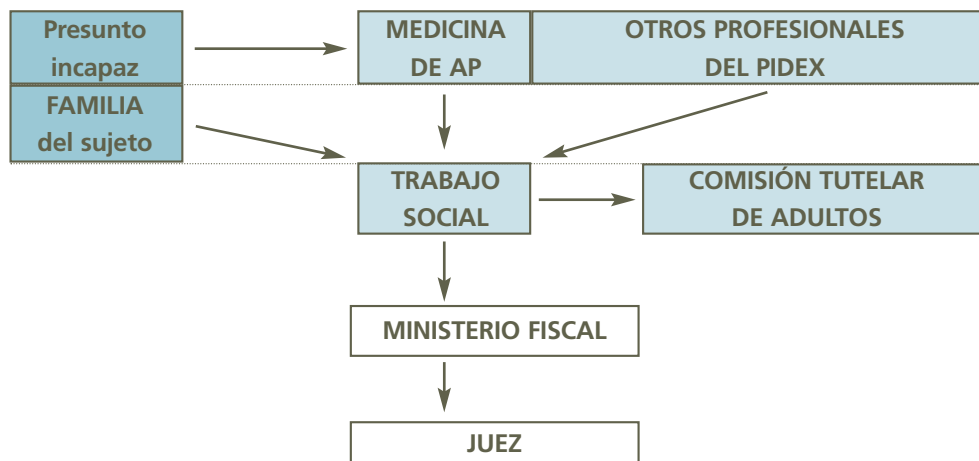 Presunto
incapaz
MEDICINA
DE AP
OTROS PROFESIONALES
DEL PIDEX
FAMILIA
del sujeto
TRABAJO
SOCIAL
COMISIÓN TUTELAR
DE ADULTOS
MINISTERIO FISCAL
JUEZ